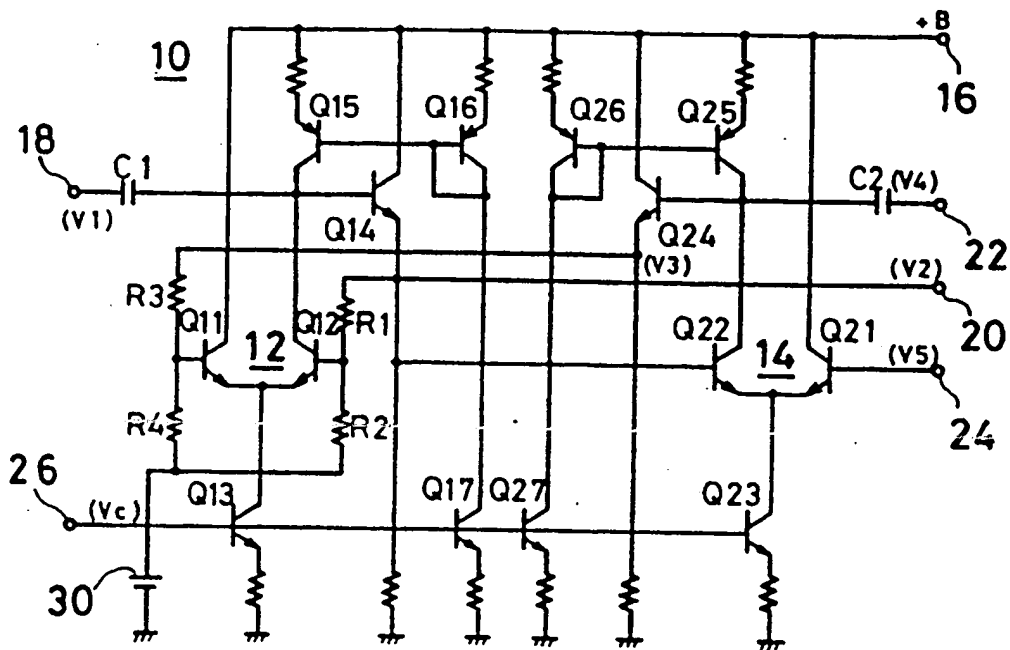 +B
10
16
Q15
Q16
Q26
Q25
18
C1
(V1)
C2
(V4)
22
Q14
Q24
(V3)
(V2)
20
R3
R1
Q11
12
Q12
Q22
14
Q21
(V5)
24
R4
R2
26
(Vc)
Q13
Q17
Q27
Q23
30